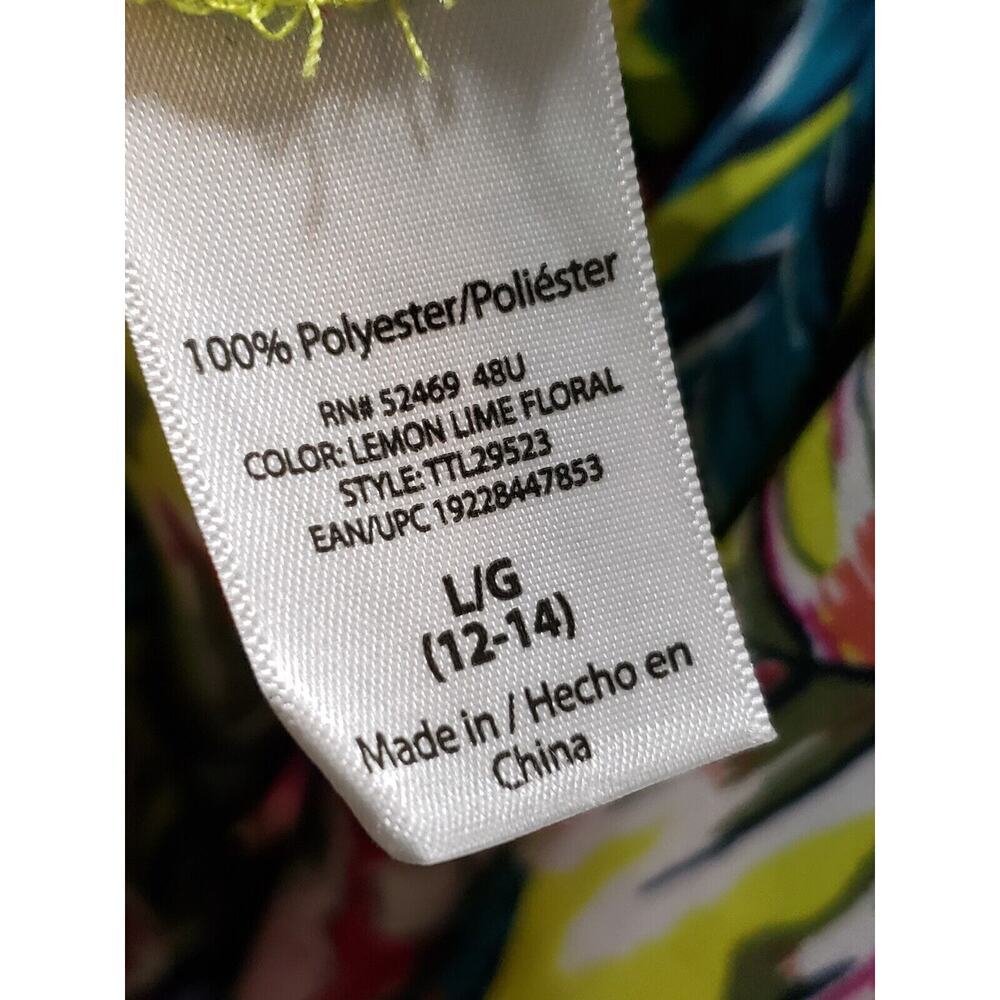 100% Polyester/Poliéster
RN# 52469 48U
COLOR: LEMON LIME FLORAL
STYLE: TTL29523
EAN/UPC 19228447853
L/G
(12-14)
Made in / Hecho en
China